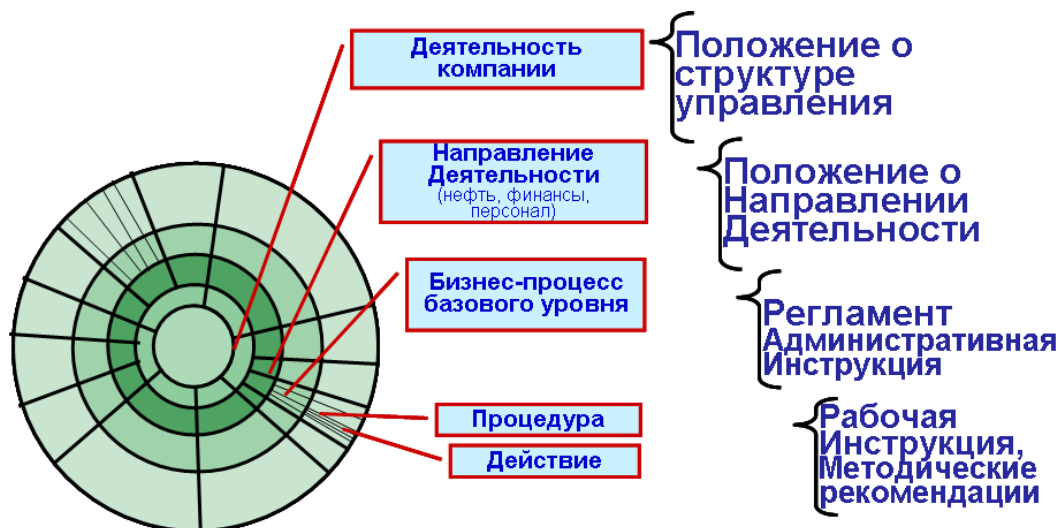 Деятельность
компании
Положение о
структуре
управления
Направление
Деятельности
(нефть, финансы,
персонал)
Положение о
Направлении
Деятельности
Бизнес-процесс
базового уровня
Регламент
Административная
Инструкция
Процедура
Действие
Рабочая
Инструкция,
Методические
рекомендации